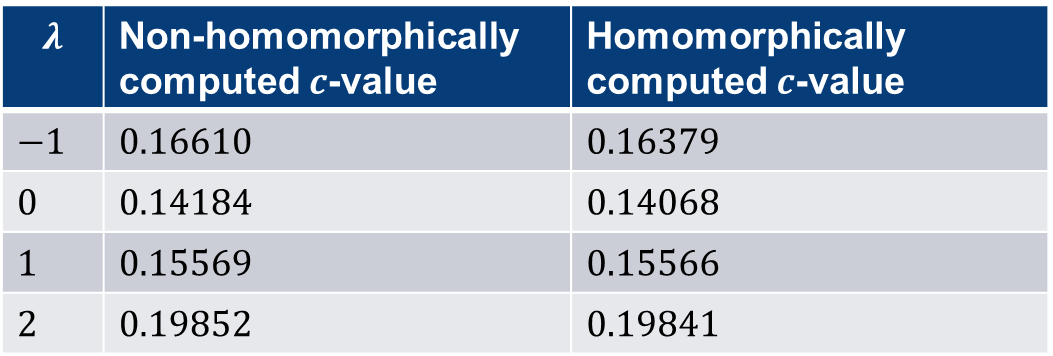 λ Non-homomorphically computed c-value Homomorphically computed c-value
−1 0.16610 0.16379
0 0.14184 0.14068
1 0.15569 0.15566
2 0.19852 0.19841